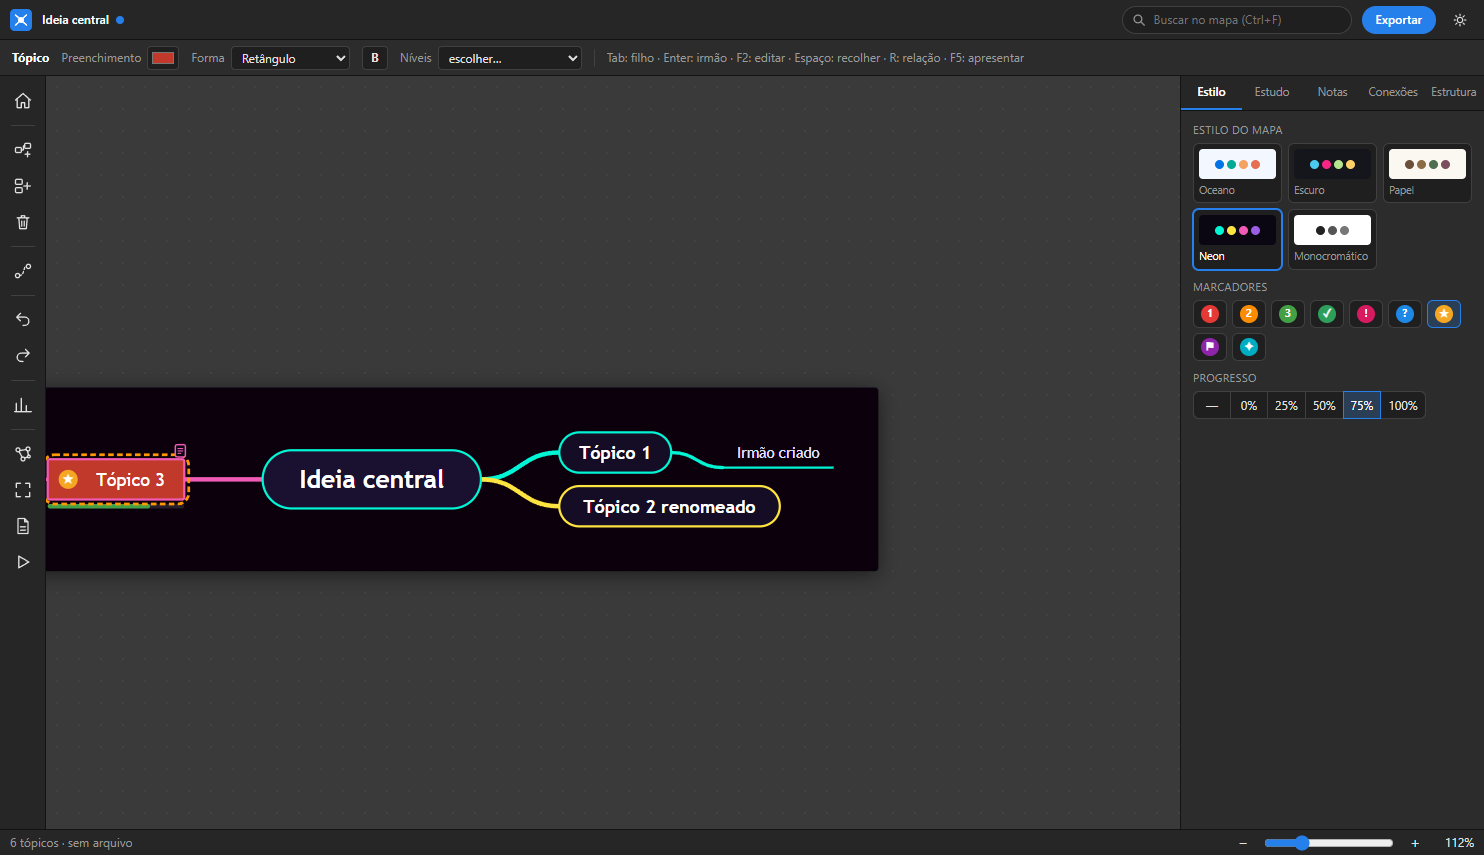 Ideia central
Buscar no mapa (Ctrl+F)
Exportar
Tópico
Preenchimento
Forma
Retângulo
B
Níveis
escolher...
Tab: filho · Enter: irmão · F2: editar · Espaço: recolher · R: relação · F5: apresentar
Estilo
Estudo
Notas
Conexões
Estrutura
ESTILO DO MAPA
Oceano
Escuro
Papel
Neon
Monocromático
MARCADORES
1
2
3
!
?
PROGRESSO
—
0%
25%
50%
75%
100%
Tópico 3
Ideia central
Tópico 1
Irmão criado
Tópico 2 renomeado
6 tópicos · sem arquivo
−
+
112%